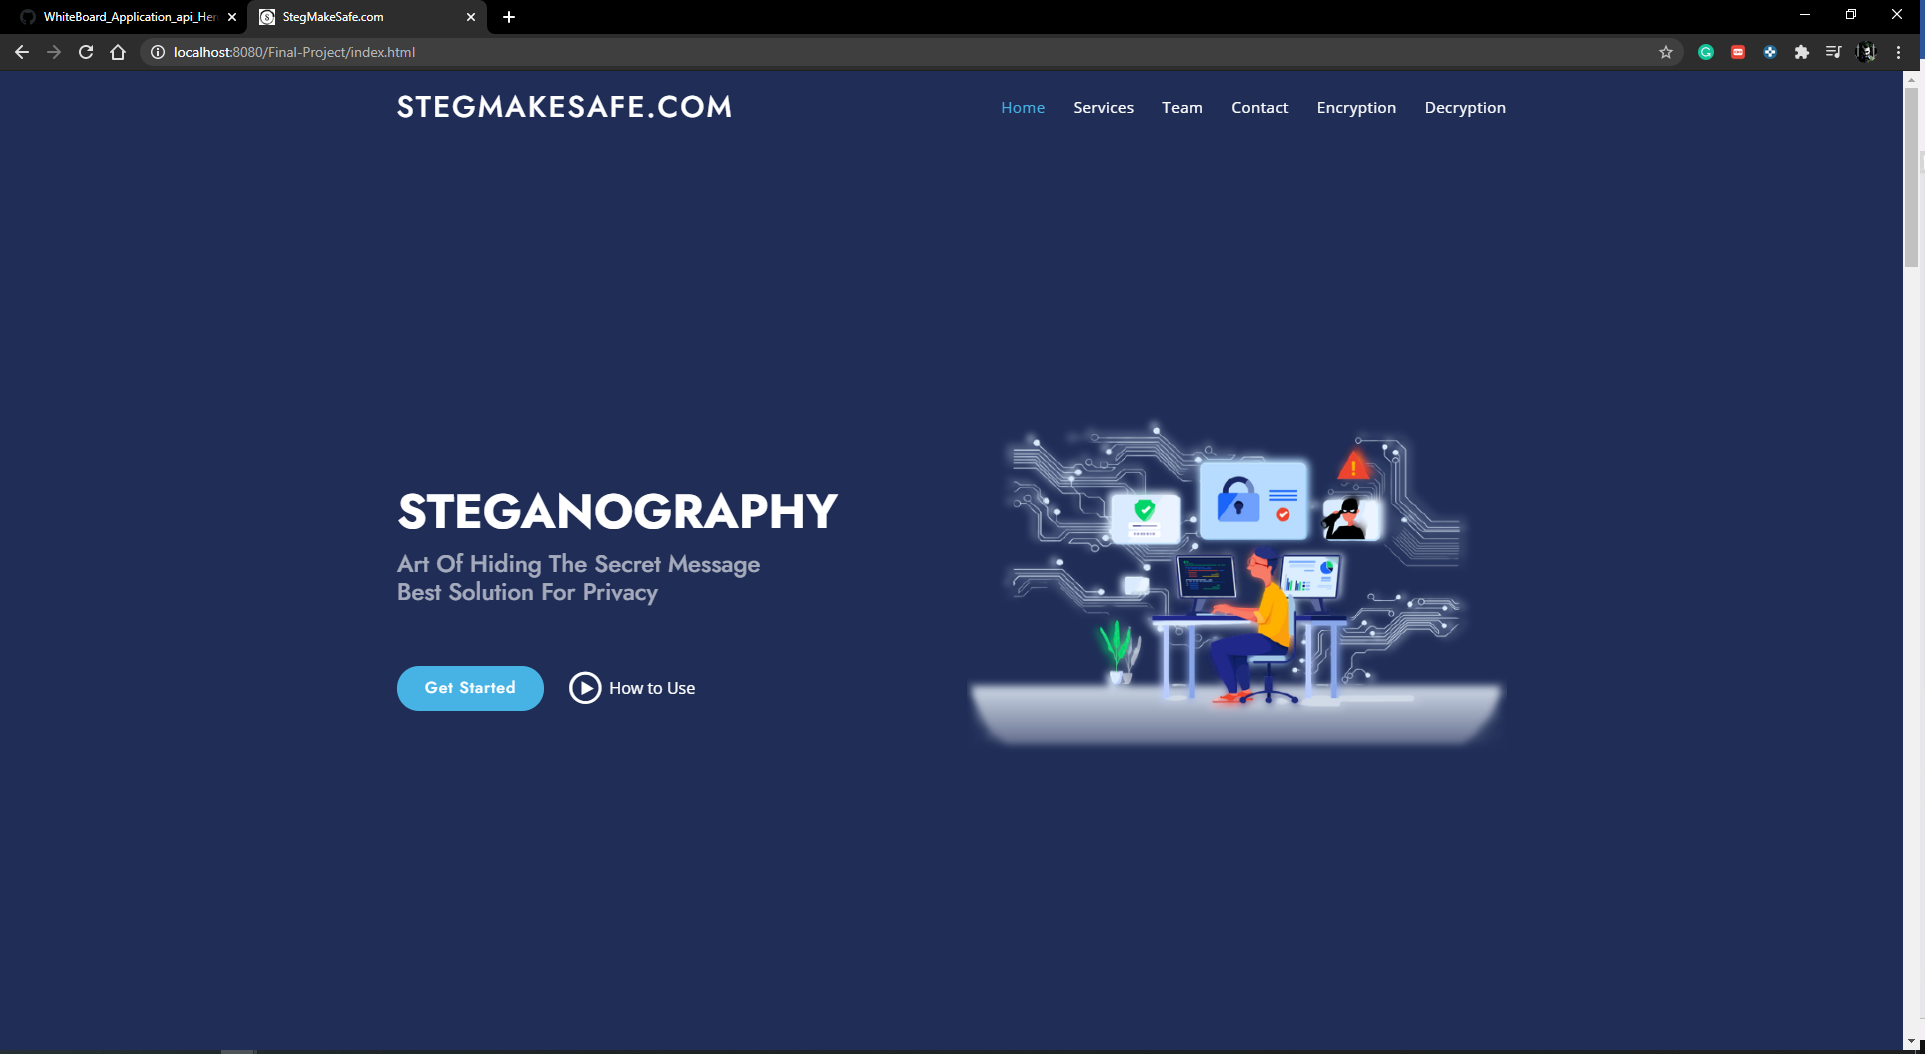 WhiteBoard_Application_api_Her
StegMakeSafe.com
localhost:8080/Final-Project/index.html
STEGMAKESAFE.COM
Home Services Team Contact Encryption Decryption
STEGANOGRAPHY
Art Of Hiding The Secret Message
Best Solution For Privacy
Get Started
How to Use